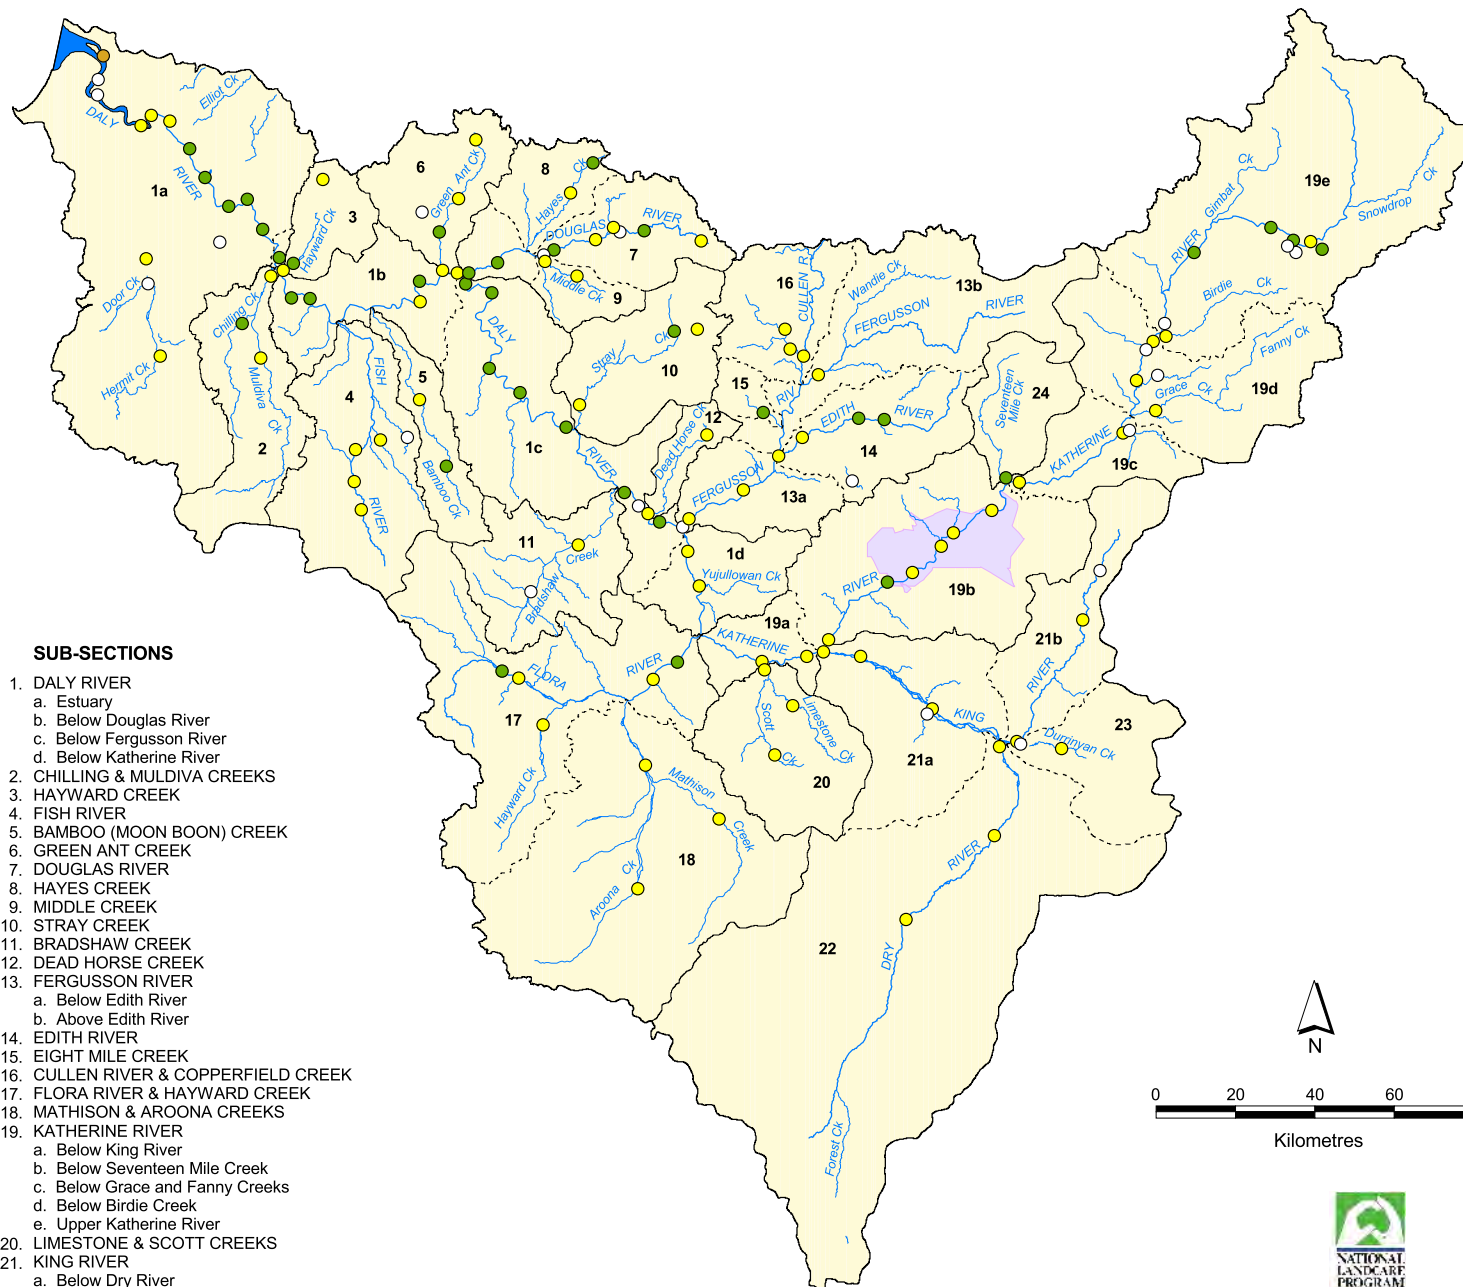 Elliot Ck
DALY
RIVER
1a
Door Ck
Hermit Ck
Hayward Ck
3
1b
Chilling Ck
Muldiva
Ck
2
6
Green Ant Ck
8
Hayes
Ck
DOUGLAS
RIVER
7
Middle Ck
9
DALY
RIVER
Stray
Ck
10
1c
FISH
RIVER
4
5
Bamboo Ck
11
Bradshaw
Creek
12
Dead Horse Ck
FERGUSSON
RIV
13a
15
16
CULLEN R
Wandie Ck
13b
FERGUSSON
RIVER
EDITH
RIVER
14
24
Seventeen
Mile Ck
KATHERINE
19c
Grace
Ck
Fanny Ck
19d
Birdie
Ck
RIVER
Gimbat
Ck
19e
Snowdrop
Ck
1d
Yujullowan Ck
19a
KATHERINE
RIVER
19b
21b
RIVER
23
Durrinyan Ck
KING
21a
Scott
Ck
Limestone
Ck
20
FLORA
RIVER
17
Hayward Ck
Mathison
Creek
18
Aroona
Ck
22
DRY
RIVER
Forest Ck
SUB-SECTIONS
1. DALY RIVER
a. Estuary
b. Below Douglas River
c. Below Fergusson River
d. Below Katherine River
2. CHILLING & MULDIVA CREEKS
3. HAYWARD CREEK
4. FISH RIVER
5. BAMBOO (MOON BOON) CREEK
6. GREEN ANT CREEK
7. DOUGLAS RIVER
8. HAYES CREEK
9. MIDDLE CREEK
10. STRAY CREEK
11. BRADSHAW CREEK
12. DEAD HORSE CREEK
13. FERGUSSON RIVER
a. Below Edith River
b. Above Edith River
14. EDITH RIVER
15. EIGHT MILE CREEK
16. CULLEN RIVER & COPPERFIELD CREEK
17. FLORA RIVER & HAYWARD CREEK
18. MATHISON & AROONA CREEKS
19. KATHERINE RIVER
a. Below King River
b. Below Seventeen Mile Creek
c. Below Grace and Fanny Creeks
d. Below Birdie Creek
e. Upper Katherine River
20. LIMESTONE & SCOTT CREEKS
21. KING RIVER
a. Below Dry River
N
0 20 40 60
Kilometres
NATIONAL
LANDCARE
PROGRAM